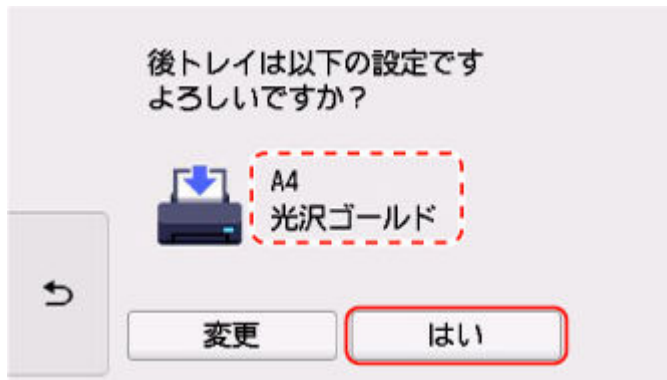 後トレイは以下の設定です
よろしいですか？
A4
光沢ゴールド
変更
はい